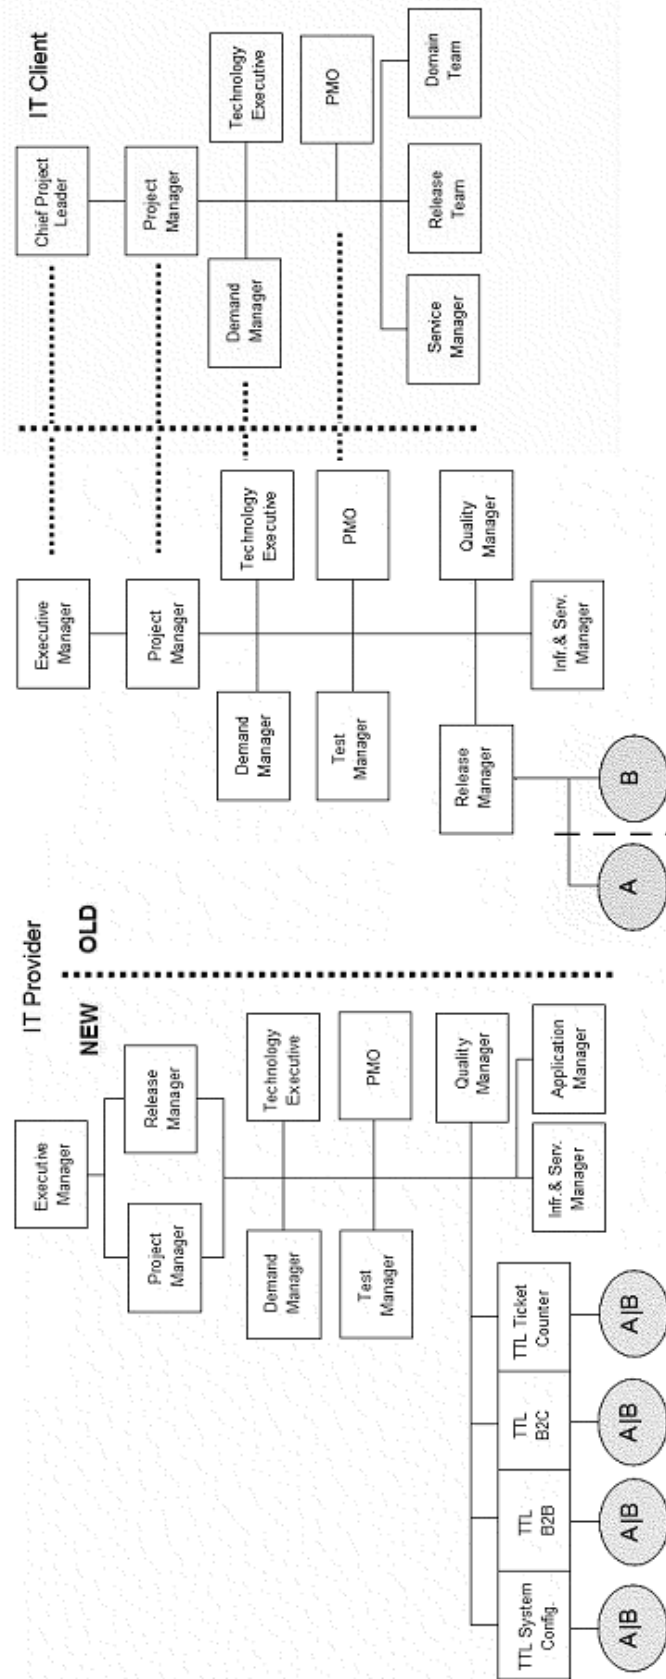 IT Provider
IT Client
NEW
OLD
Executive
Manager
Project
Manager
Release
Manager
Demand
Manager
Technology
Executive
Test
Manager
PMO
Quality
Manager
TTL System
Config.
TTL
B2B
TTL
B2C
TTL Ticket
Counter
Infr.& Serv.
Manager
Application
Manager
A|B
A|B
A|B
A|B
Executive
Manager
Project
Manager
Demand
Manager
Technology
Executive
Test
Manager
PMO
Release
Manager
Quality
Manager
Infr.& Serv.
Manager
A
B
Chief Project
Leader
Project
Manager
Demand
Manager
Technology
Executive
PMO
Service
Manager
Release
Team
Domain
Team